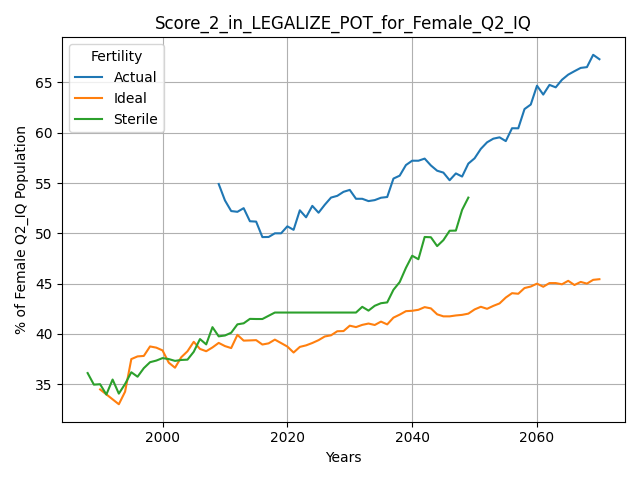 Score_2_in_LEGALIZE_POT_for_Female_Q2_IQ
Fertility
Actual
Ideal
Sterile
% of Female Q2_IQ Population
65
60
55
50
45
40
35
2000
2020
2040
2060
Years